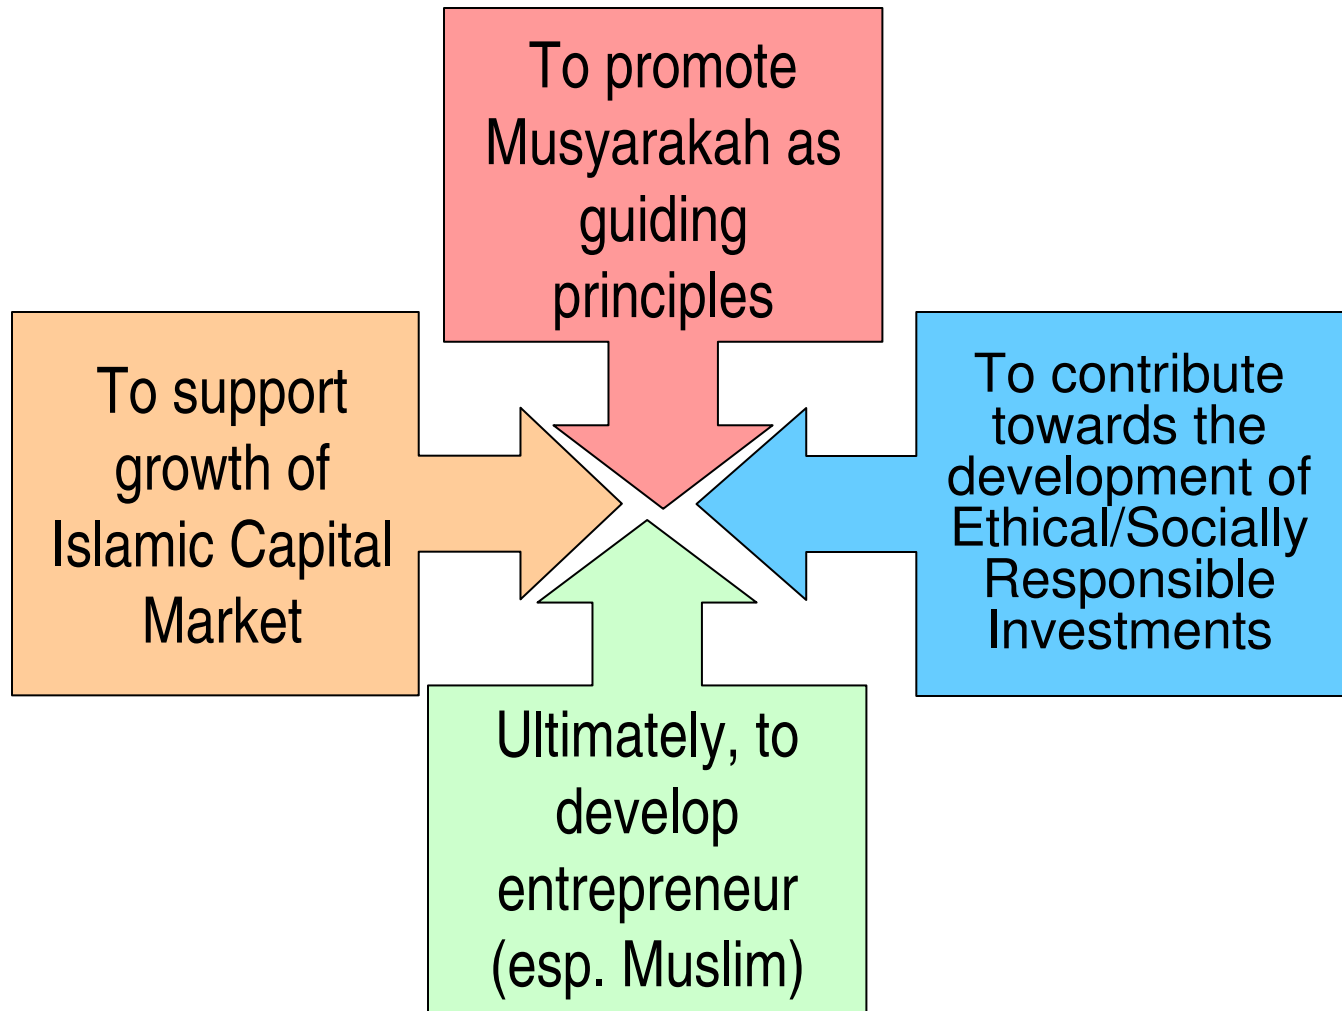 To promote
Musyarakah as
guiding
principles
To support
growth of
Islamic Capital
Market
To contribute
towards the
development of
Ethical/Socially
Responsible
Investments
Ultimately, to
develop
entrepreneur
(esp. Muslim)